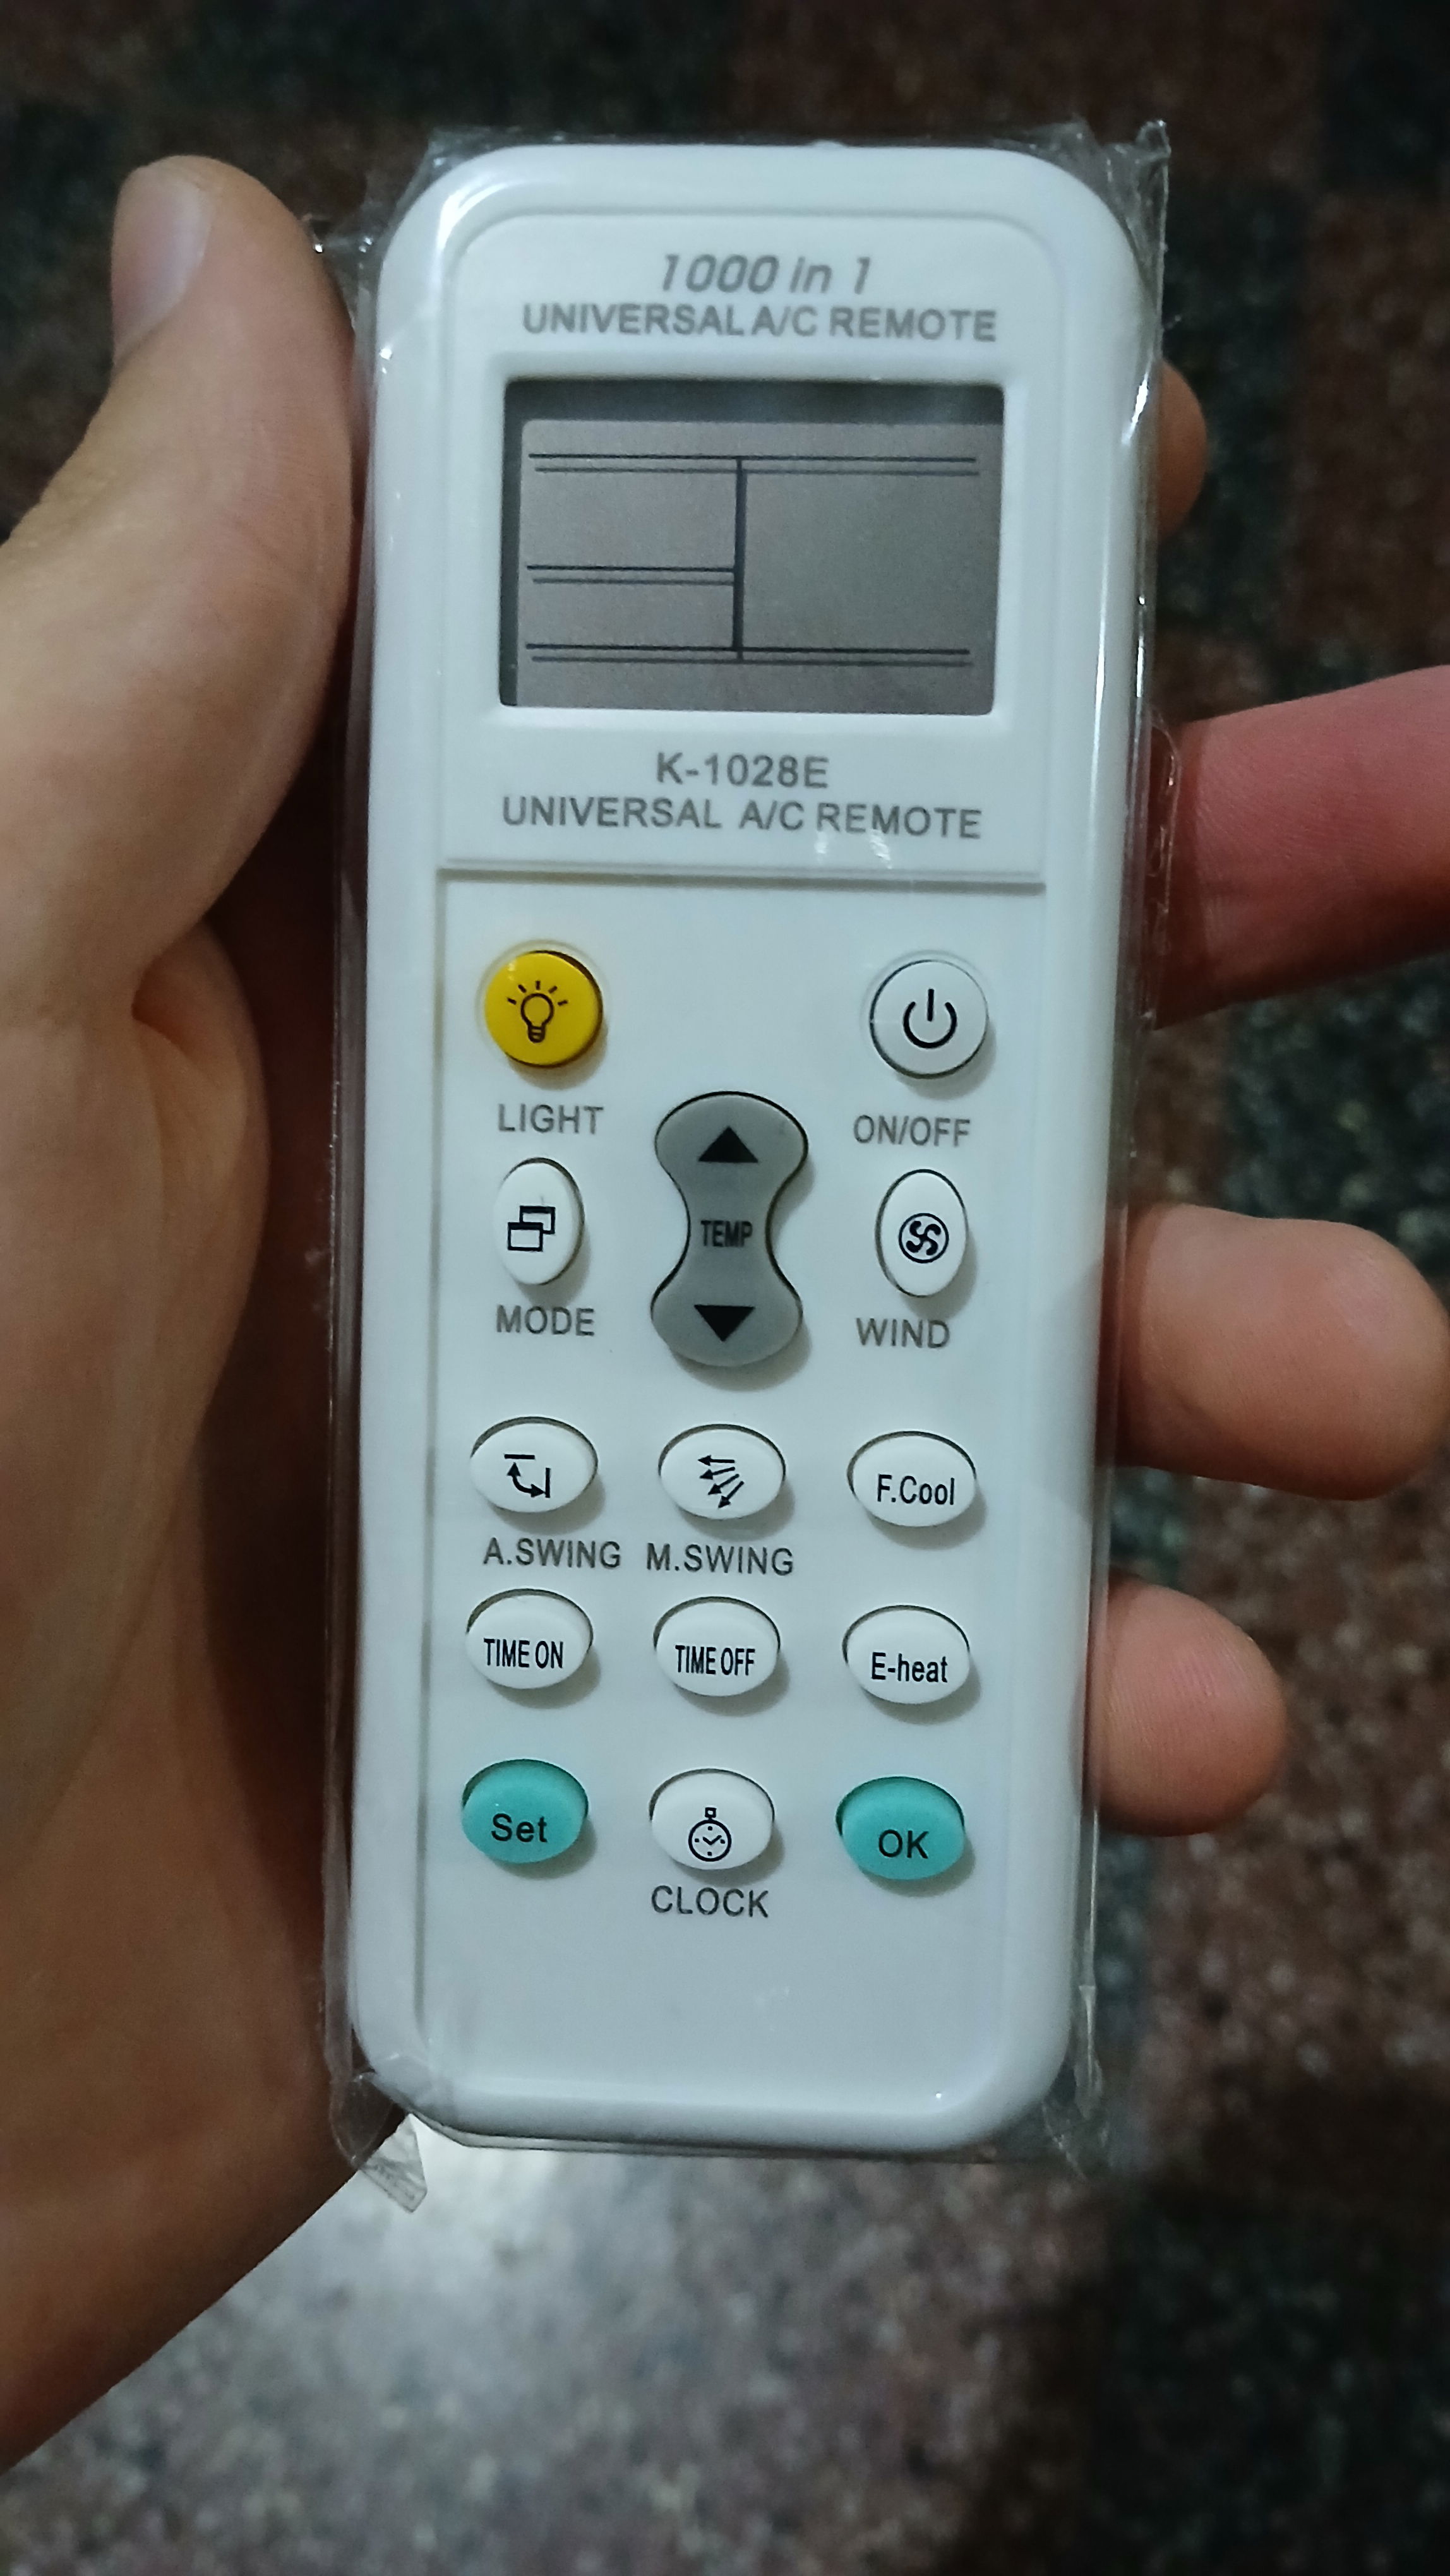 1000 in 1
UNIVERSAL A/C REMOTE
K-1028E
UNIVERSAL A/C REMOTE
LIGHT
ON/OFF
TEMP
MODE
WIND
F.Cool
A.SWING
M.SWING
TIME ON
TIME OFF
E-heat
Set
OK
CLOCK